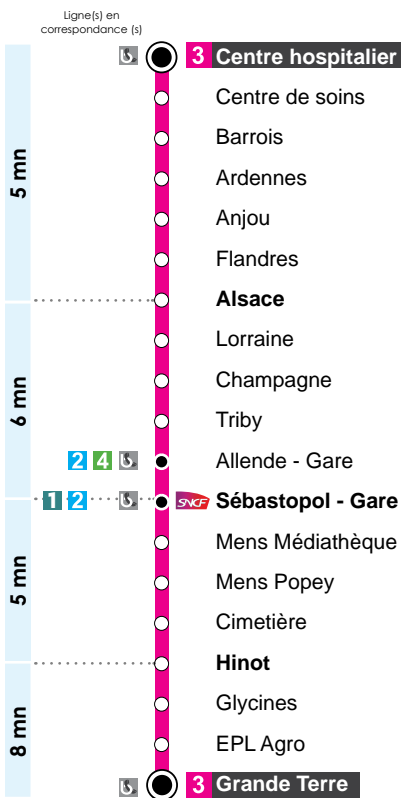 Ligne(s) en
correspondance (s)
3 Centre hospitalier
Centre de soins
Barrois
Ardennes
5 mn
Anjou
Flandres
Alsace
Lorraine
Champagne
6 mn
Triby
2 4 Allende - Gare
1 2 SNCF Sébastopol - Gare
Mens Médiathèque
5 mn
Mens Popey
Cimetière
Hinot
Glycines
8 mn
EPL Agro
3 Grande Terre